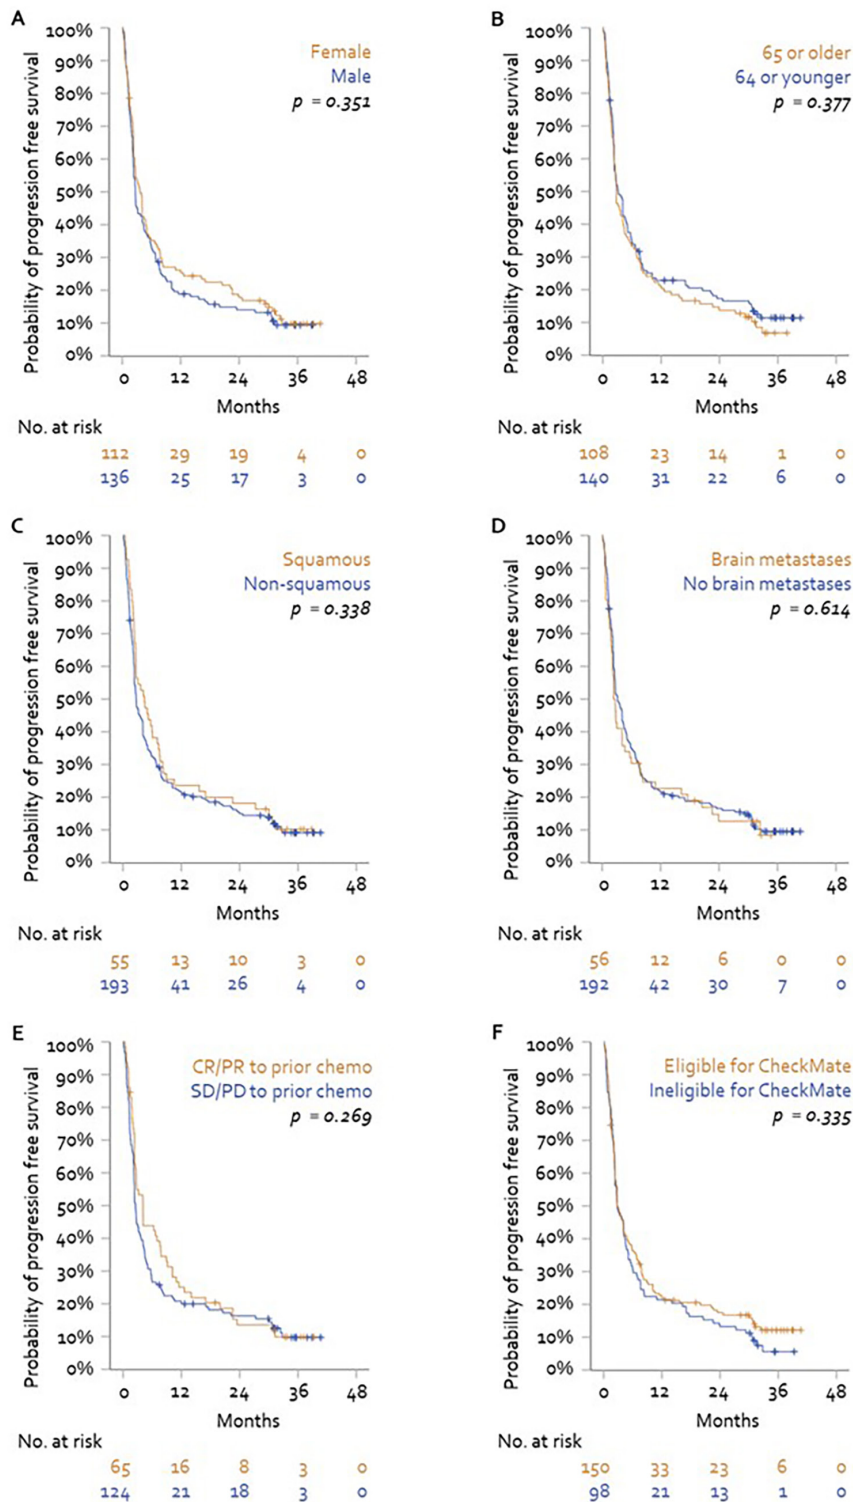 A
Probability of progression free survival
100%
90%
80%
70%
60%
50%
40%
30%
20%
10%
0%
Female
Male
p = 0.351
0 12 24 36 48
Months
No. at risk
112 29 19 4 0
136 25 17 3 0
B
Probability of progression free survival
100%
90%
80%
70%
60%
50%
40%
30%
20%
10%
0%
65 or older
64 or younger
p = 0.377
0 12 24 36 48
Months
No. at risk
108 23 14 1 0
140 31 22 6 0
C
Probability of progression free survival
100%
90%
80%
70%
60%
50%
40%
30%
20%
10%
0%
Squamous
Non-squamous
p = 0.338
0 12 24 36 48
Months
No. at risk
55 13 10 3 0
193 41 26 4 0
D
Probability of progression free survival
100%
90%
80%
70%
60%
50%
40%
30%
20%
10%
0%
Brain metastases
No brain metastases
p = 0.614
0 12 24 36 48
Months
No. at risk
56 12 6 0 0
192 42 30 7 0
E
Probability of progression free survival
100%
90%
80%
70%
60%
50%
40%
30%
20%
10%
0%
CR/PR to prior chemo
SD/PD to prior chemo
p = 0.269
0 12 24 36 48
Months
No. at risk
65 16 8 3 0
124 21 18 3 0
F
Probability of progression free survival
100%
90%
80%
70%
60%
50%
40%
30%
20%
10%
0%
Eligible for CheckMate
Ineligible for CheckMate
p = 0.335
0 12 24 36 48
Months
No. at risk
150 33 23 6 0
98 21 13 1 0